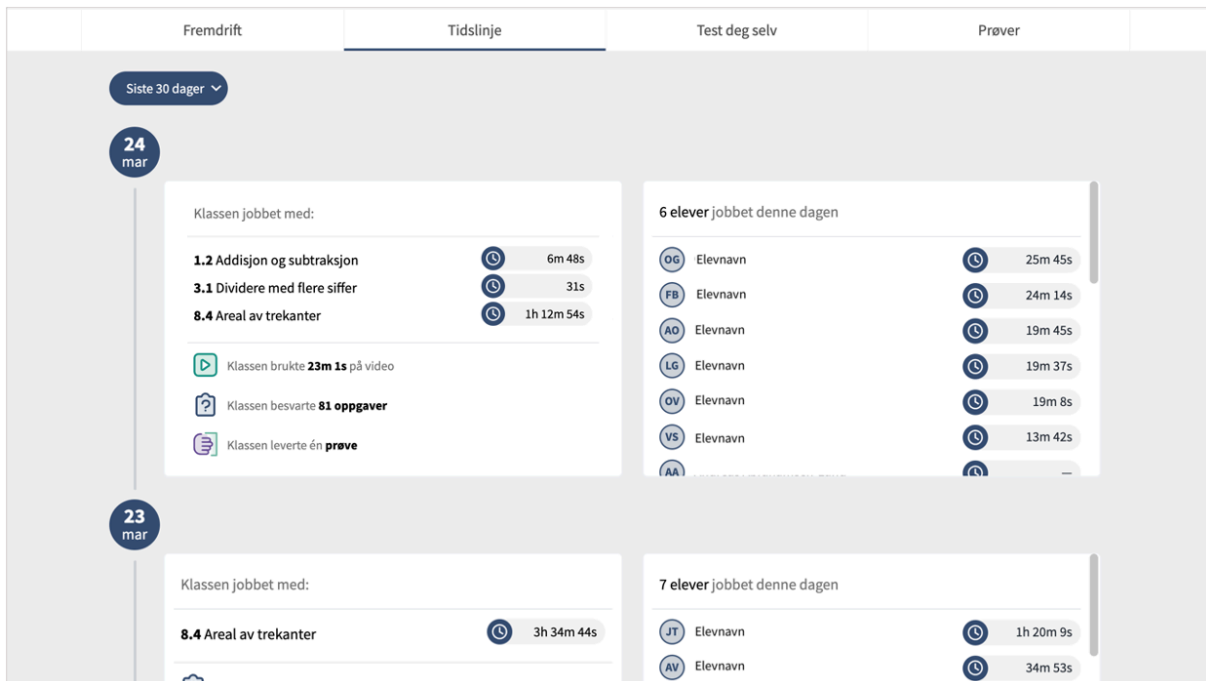 Fremdrift
Tidslinje
Test deg selv
Prøver
Siste 30 dager
24
mar
Klassen jobbet med:
1.2 Addisjon og subtraksjon 6m 48s
3.1 Dividere med flere siffer 31s
8.4 Areal av trekanter 1h 12m 54s
Klassen brukte 23m 1s på video
Klassen besvarte 81 oppgaver
Klassen leverte én prøve
6 elever jobbet denne dagen
OG Elevnavn 25m 45s
FB Elevnavn 24m 14s
AO Elevnavn 19m 45s
LG Elevnavn 19m 37s
OV Elevnavn 19m 8s
VS Elevnavn 13m 42s
AA —
23
mar
Klassen jobbet med:
8.4 Areal av trekanter 3h 34m 44s
7 elever jobbet denne dagen
JT Elevnavn 1h 20m 9s
AV Elevnavn 34m 53s